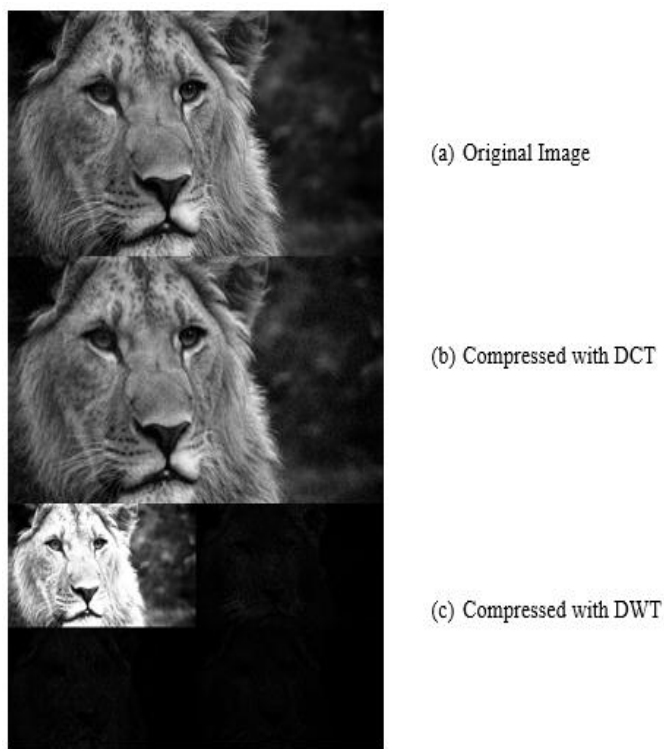 (a) Original Image
(b) Compressed with DCT
(c) Compressed with DWT